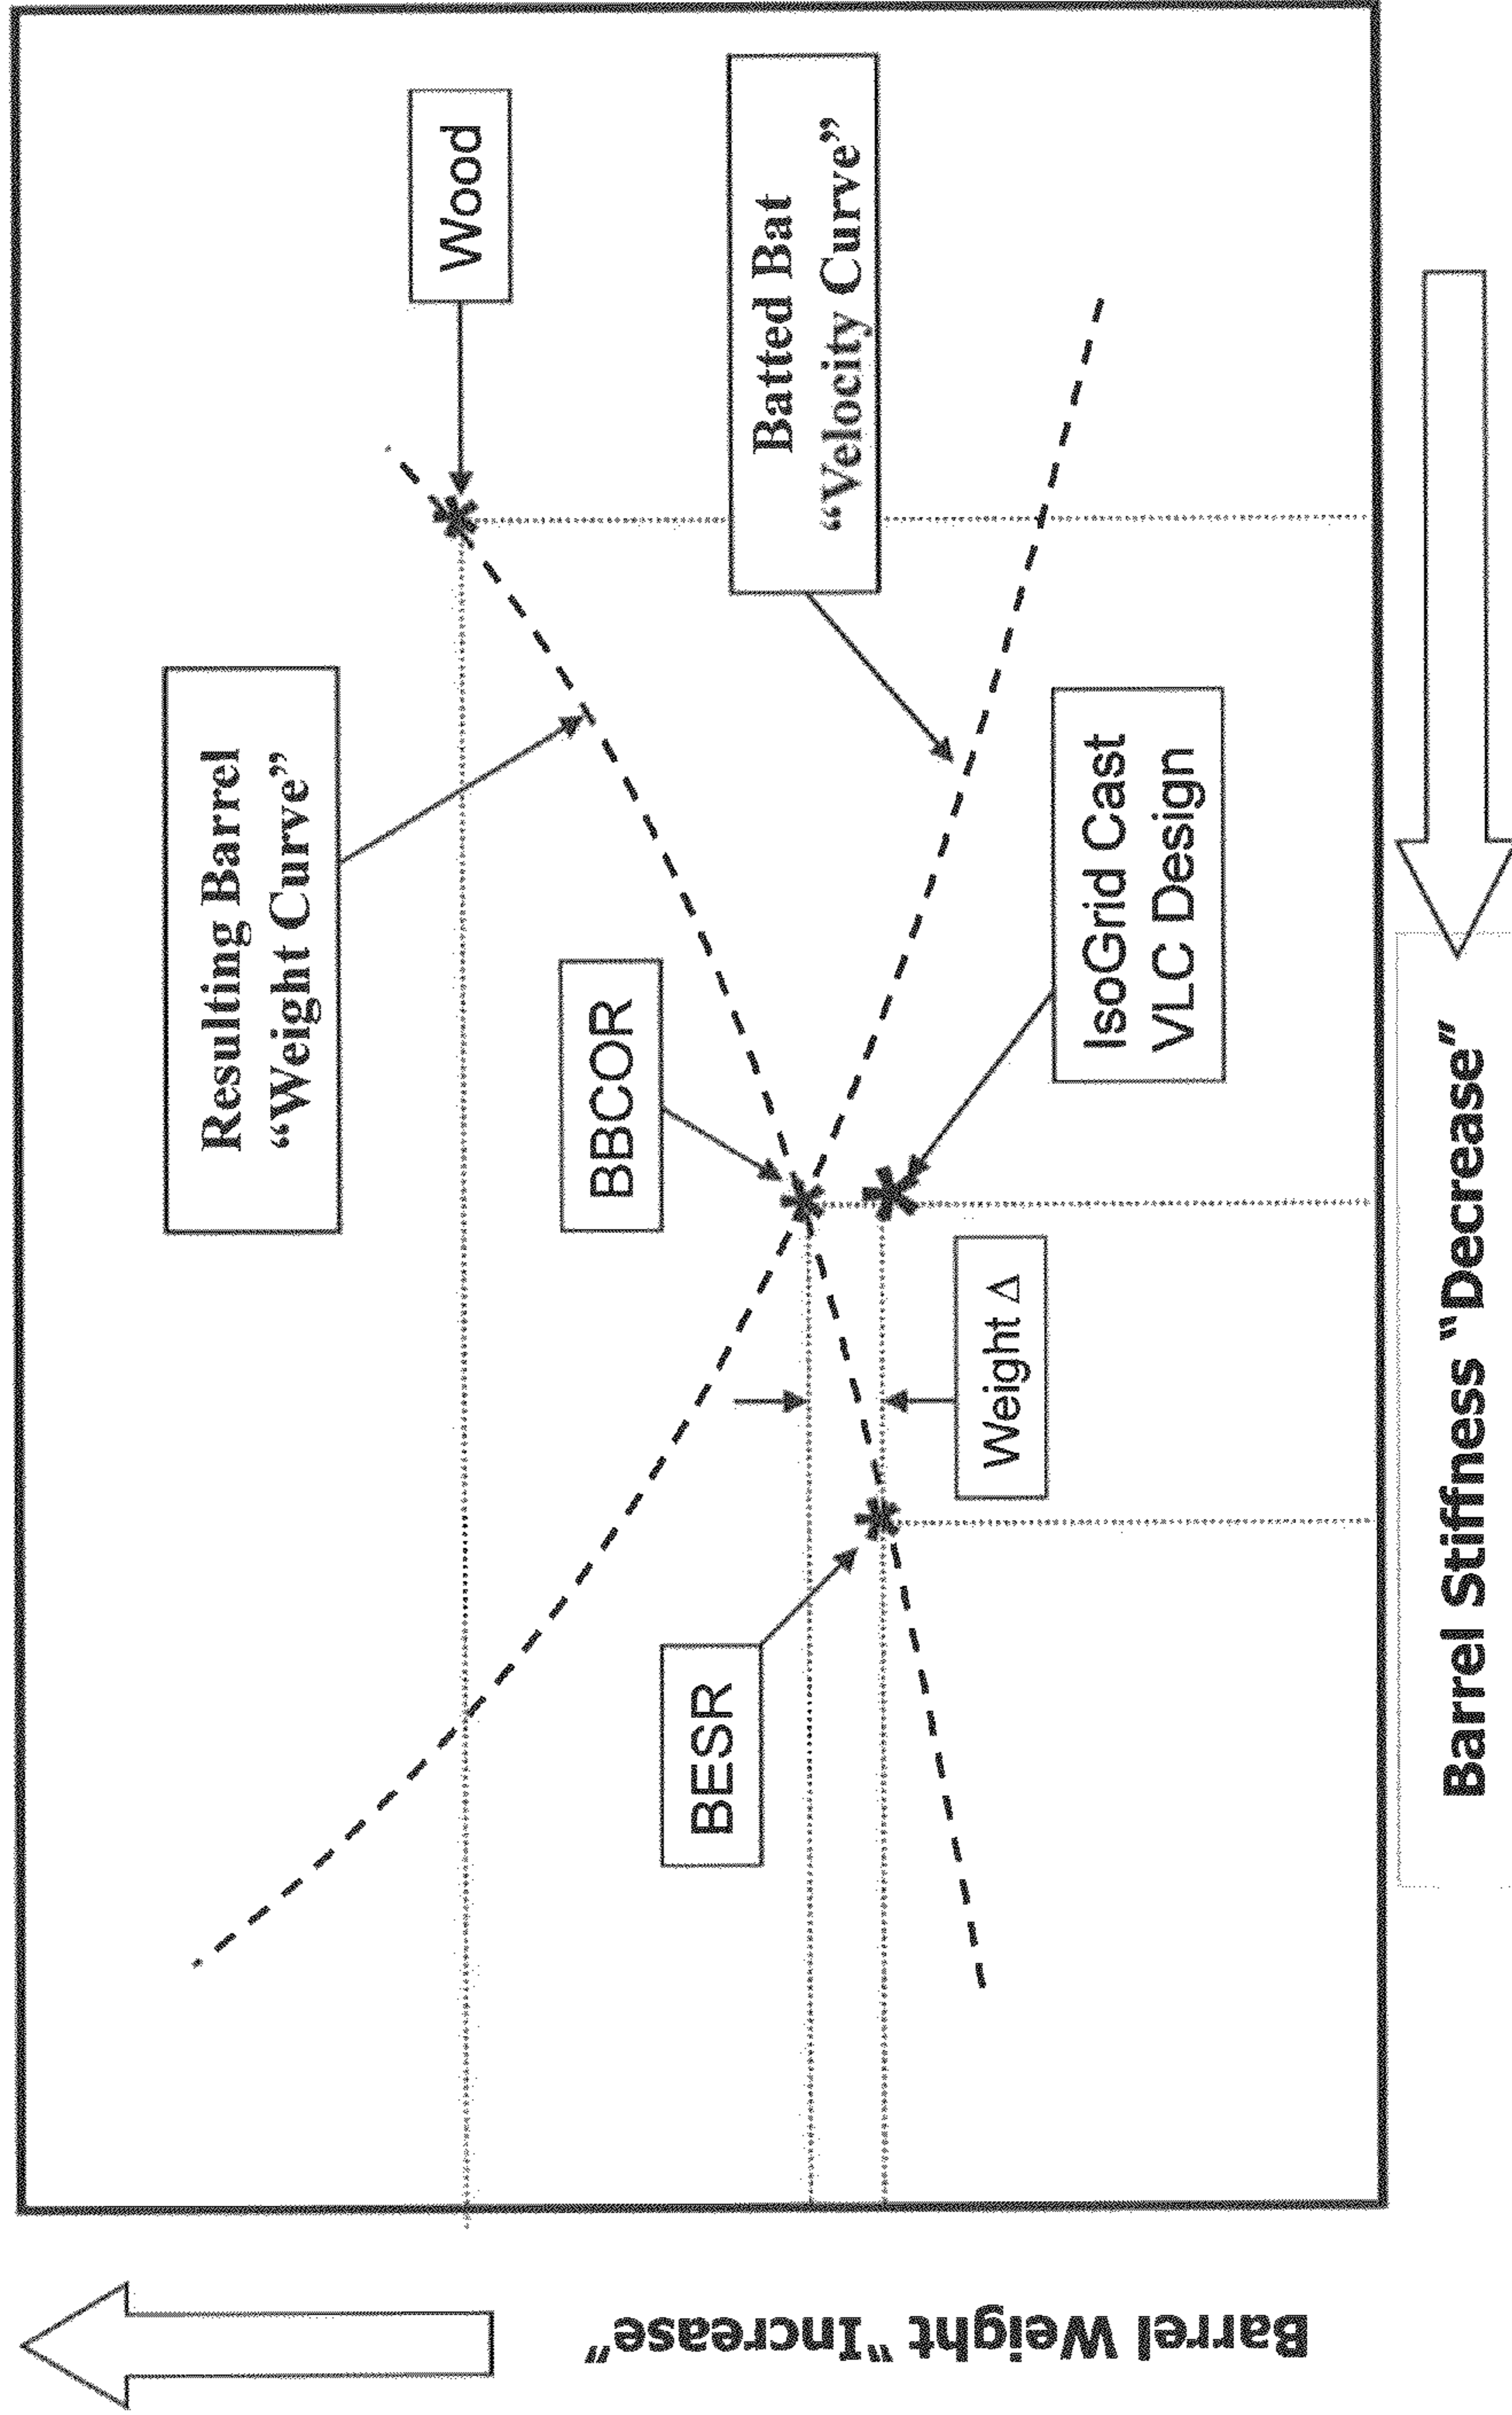 Resulting Barrel
“Weight Curve”
Wood
BBCOR
Batted Bat
“Velocity Curve”
BESR
Weight Δ
IsoGrid Cast
VLC Design
Barrel Weight “Increase”
Barrel Stiffness “Decrease”